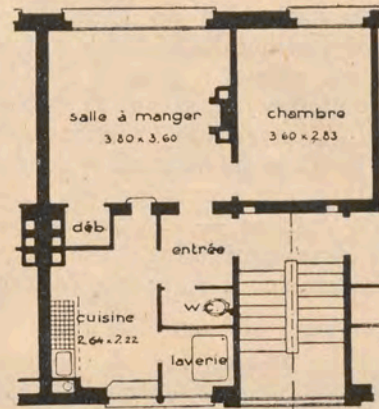 salle à manger
3.80 x 3.60
chambre
3.60 x 2.83
déb.
entrée
w
cuisine
2.64 x 2.22
laverie